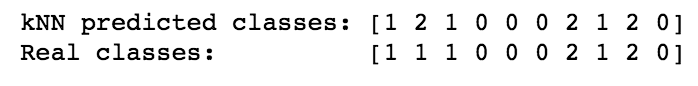 kNN predicted classes: [1 2 1 0 0 0 2 1 2 0]
Real classes: [1 1 1 0 0 0 2 1 2 0]